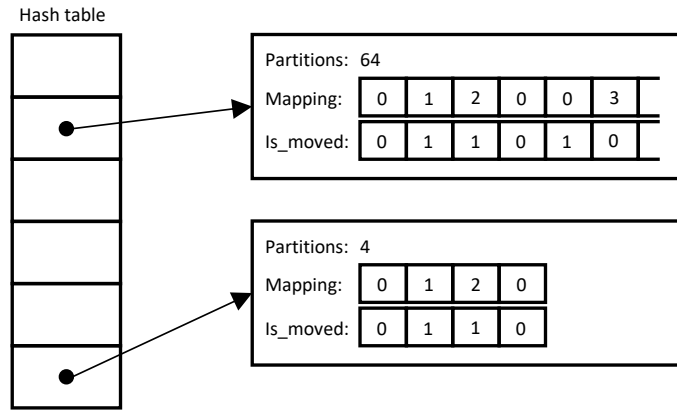 Hash table
Partitions: 64
Mapping: 0 1 2 0 0 3
Is_moved: 0 1 1 0 1 0
Partitions: 4
Mapping: 0 1 2 0
Is_moved: 0 1 1 0